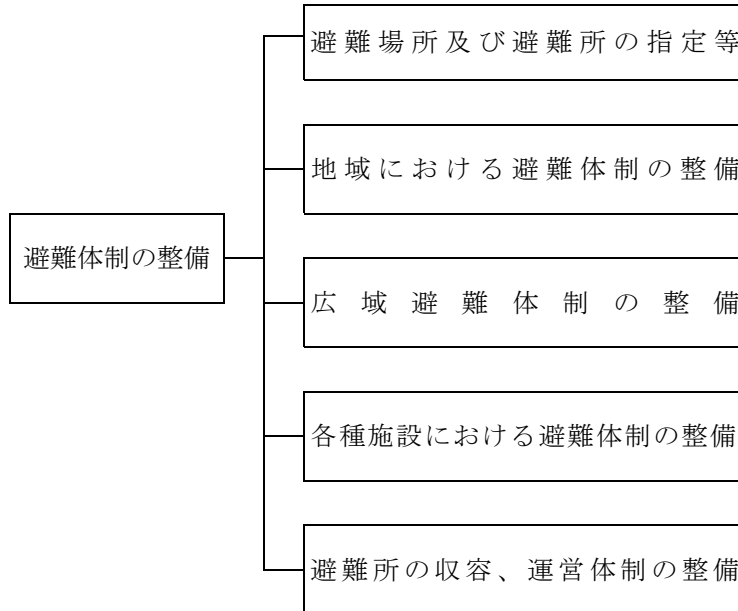 避難場所及び避難所の指定等
地域における避難体制の整備
避難体制の整備
広域避難体制の整備
各種施設における避難体制の整備
避難所の収容、運営体制の整備